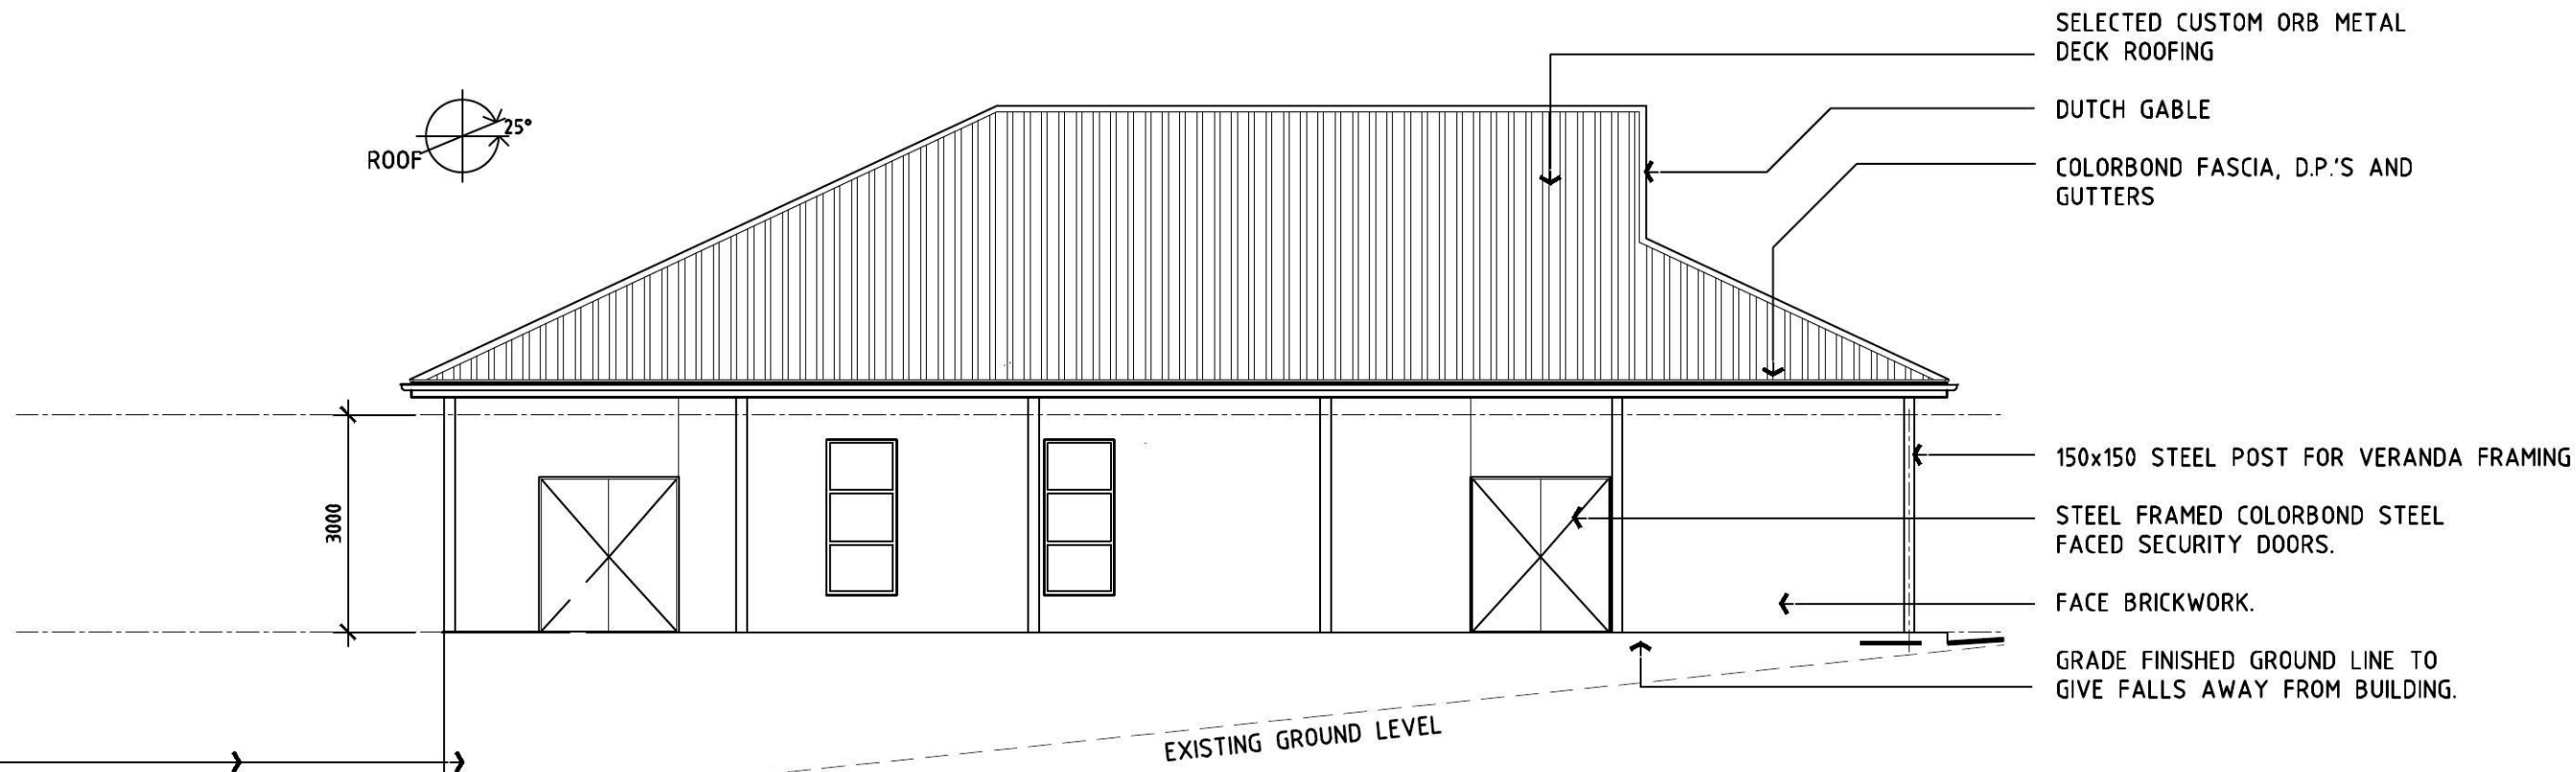 SELECTED CUSTOM ORB METAL
DECK ROOFING
DUTCH GABLE
COLORBOND FASCIA, D.P.'S AND
GUTTERS
25°
ROOF
3000
150x150 STEEL POST FOR VERANDA FRAMING
STEEL FRAMED COLORBOND STEEL
FACED SECURITY DOORS.
FACE BRICKWORK.
GRADE FINISHED GROUND LINE TO
GIVE FALLS AWAY FROM BUILDING.
EXISTING GROUND LEVEL